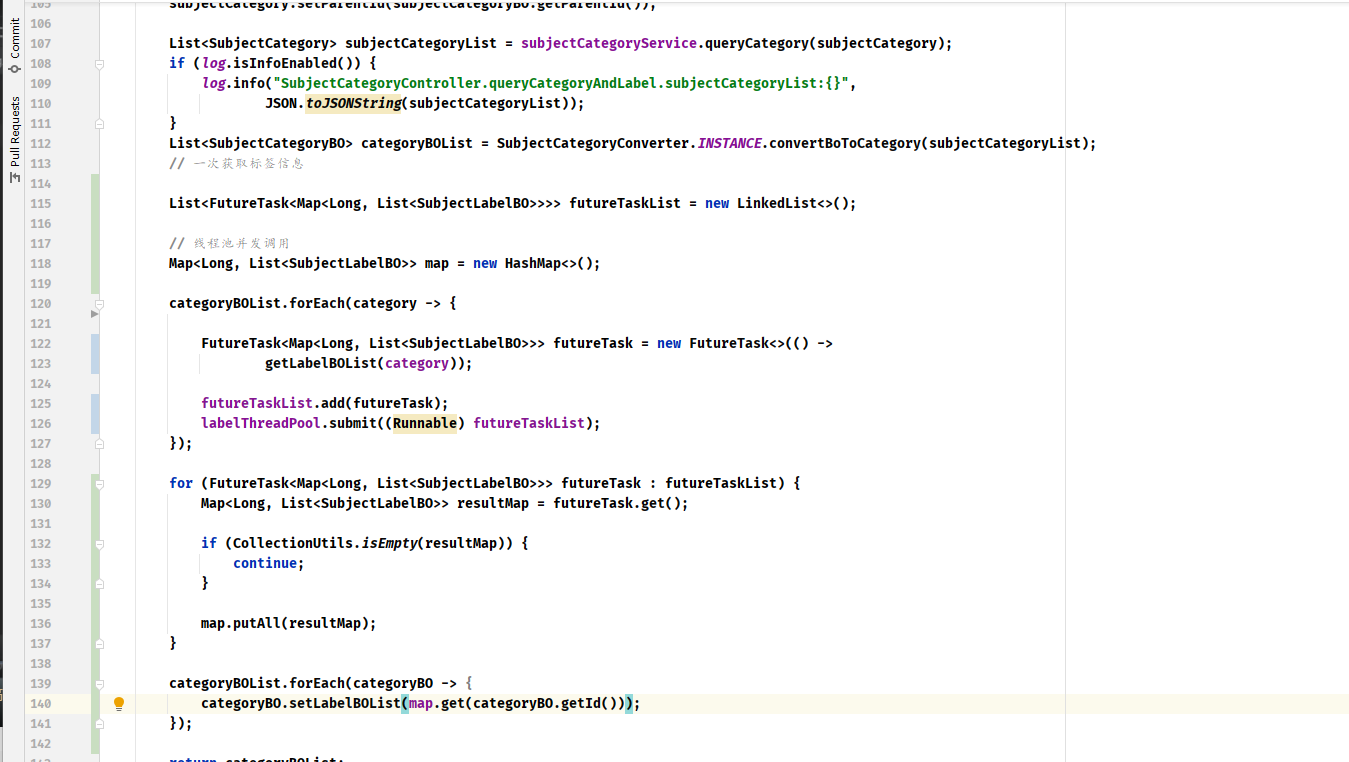 Commit
Pull Requests
105 subjectCategory.setParentId(subjectCategoryBO.getParentId());
106
107 List<SubjectCategory> subjectCategoryList = subjectCategoryService.queryCategory(subjectCategory);
108 if (log.isInfoEnabled()) {
109 log.info("SubjectCategoryController.queryCategoryAndLabel.subjectCategoryList:{}",
110 JSON.toJSONString(subjectCategoryList));
111 }
112 List<SubjectCategoryBO> categoryBOList = SubjectCategoryConverter.INSTANCE.convertBoToCategory(subjectCategoryList);
113 // 一次获取标签信息
114
115 List<FutureTask<Map<Long, List<SubjectLabelBO>>>> futureTaskList = new LinkedList<>();
116
117 // 线程池并发调用
118 Map<Long, List<SubjectLabelBO>> map = new HashMap<>();
119
120 categoryBOList.forEach(category -> {
121
122 FutureTask<Map<Long, List<SubjectLabelBO>>> futureTask = new FutureTask<>(() ->
123 getLabelBOList(category));
124
125 futureTaskList.add(futureTask);
126 labelThreadPool.submit((Runnable) futureTaskList);
127 });
128
129 for (FutureTask<Map<Long, List<SubjectLabelBO>>> futureTask : futureTaskList) {
130 Map<Long, List<SubjectLabelBO>> resultMap = futureTask.get();
131
132 if (CollectionUtils.isEmpty(resultMap)) {
133 continue;
134 }
135
136 map.putAll(resultMap);
137 }
138
139 categoryBOList.forEach(categoryBO -> {
140 categoryBO.setLabelBOList(map.get(categoryBO.getId()));
141 });
142
143 return categoryBOList;